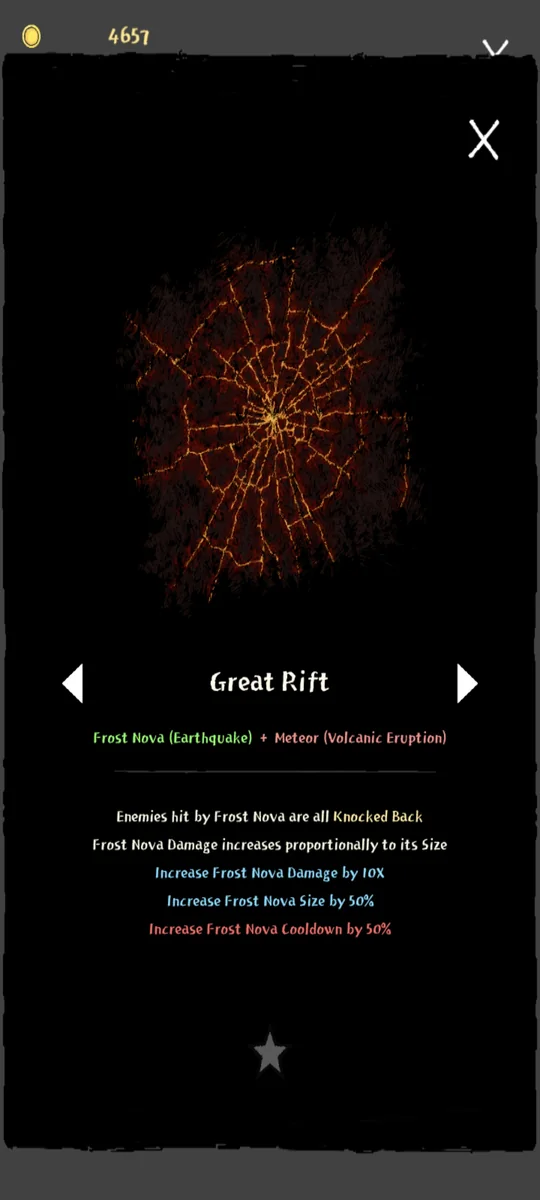 4657
X
Great Rift
Frost Nova (Earthquake) + Meteor (Volcanic Eruption)
Enemies hit by Frost Nova are all Knocked Back
Frost Nova Damage increases proportionally to its Size
Increase Frost Nova Damage by 10X
Increase Frost Nova Size by 50%
Increase Frost Nova Cooldown by 50%